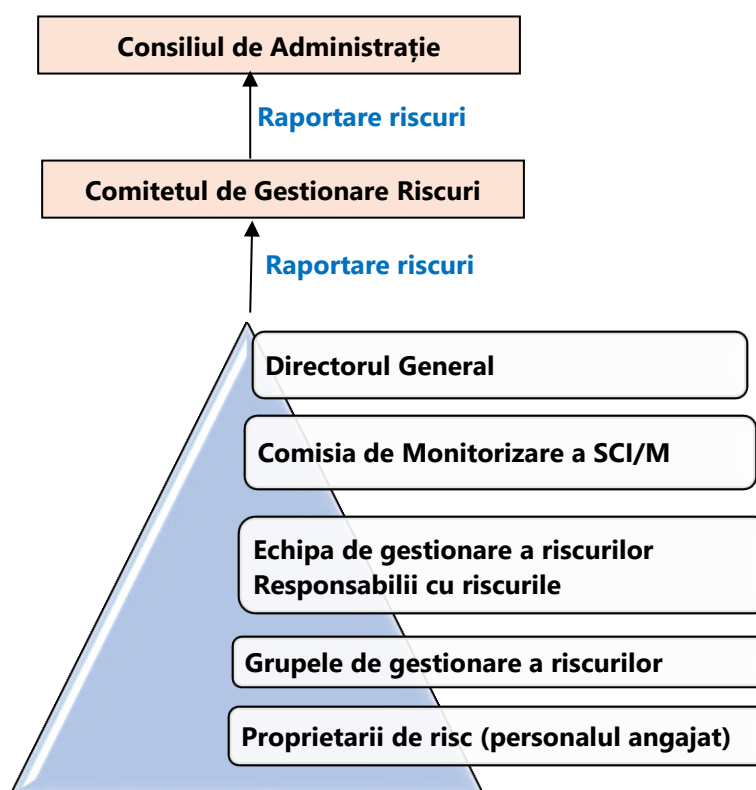 Consiliul de Administrație
Raportare riscuri
Comitetul de Gestionare Riscuri
Raportare riscuri
Directorul General
Comisia de Monitorizare a SCI/M
Echipa de gestionare a riscurilor
Responsabilii cu riscurile
Grupele de gestionare a riscurilor
Proprietarii de risc (personalul angajat)